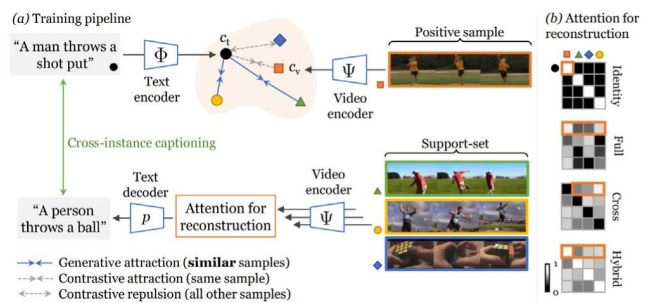 (a) Training pipeline
"A man throws a
shot put"
Φ
Text
encoder
c_t
c_v
Ψ
Video
encoder
Positive sample
Cross-instance captioning
Support-set
"A person
throws a ball"
Text
decoder
p
Attention for
reconstruction
Video
encoder
Ψ
Generative attraction (similar samples)
Contrastive attraction (same sample)
Contrastive repulsion (all other samples)
(b) Attention for
reconstruction
Identity
Full
Cross
Hybrid
1
0